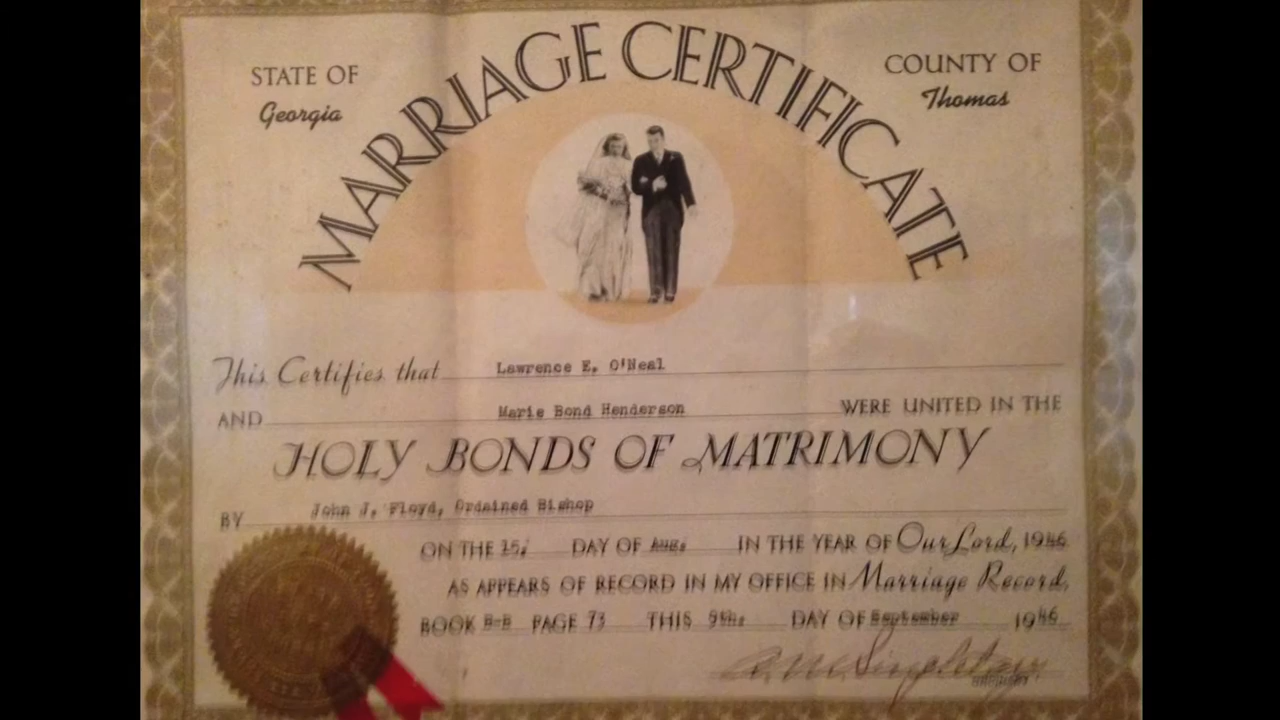 MARRIAGE CERTIFICATE
STATE OF
Georgia
COUNTY OF
Thomas
This Certifies that Lawrence E. O'Neal
AND Marie Bond Henderson WERE UNITED IN THE
HOLY BONDS OF MATRIMONY
BY John J. Floyd, Ordained Bishop
ON THE 15. DAY OF Aug. IN THE YEAR OF Our Lord, 1946
AS APPEARS OF RECORD IN MY OFFICE IN Marriage Record,
BOOK PAGE 73 THIS 9th. DAY OF September 1946